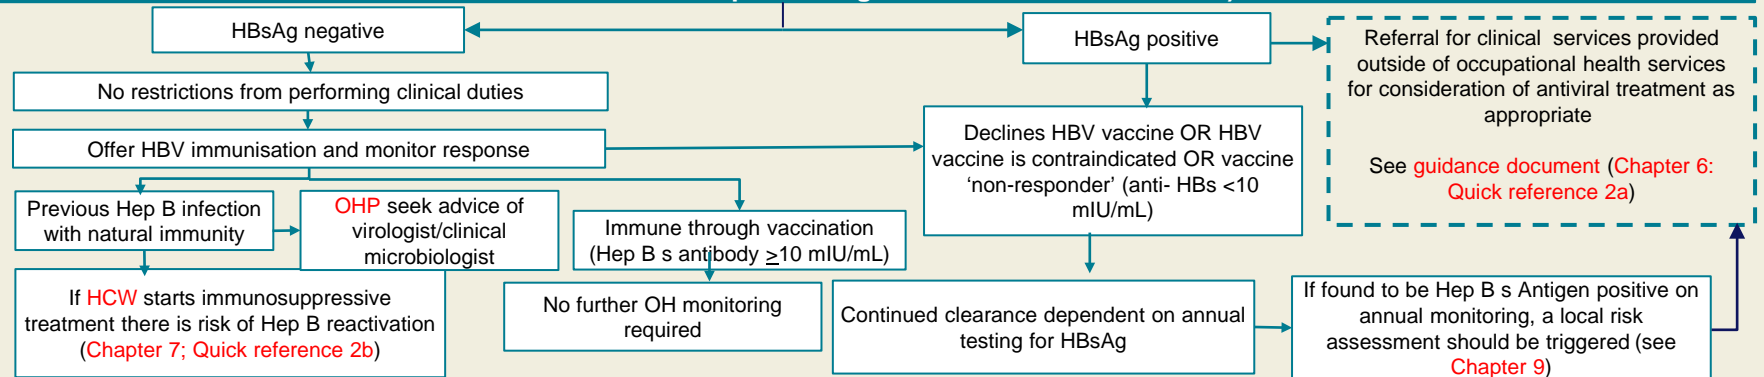 HBsAg negative
HBsAg positive
Referral for clinical services provided
outside of occupational health services
for consideration of antiviral treatment as
appropriate
See guidance document (Chapter 6:
Quick reference 2a)
No restrictions from performing clinical duties
Offer HBV immunisation and monitor response
Declines HBV vaccine OR HBV
vaccine is contraindicated OR vaccine
‘non-responder’ (anti- HBs <10
mIU/mL)
Previous Hep B infection
with natural immunity
OHP seek advice of
virologist/clinical
microbiologist
Immune through vaccination
(Hep B s antibody ≥10 mIU/mL)
If HCW starts immunosuppressive
treatment there is risk of Hep B reactivation
(Chapter 7; Quick reference 2b)
No further OH monitoring
required
Continued clearance dependent on annual
testing for HBsAg
If found to be Hep B s Antigen positive on
annual monitoring, a local risk
assessment should be triggered (see
Chapter 9)